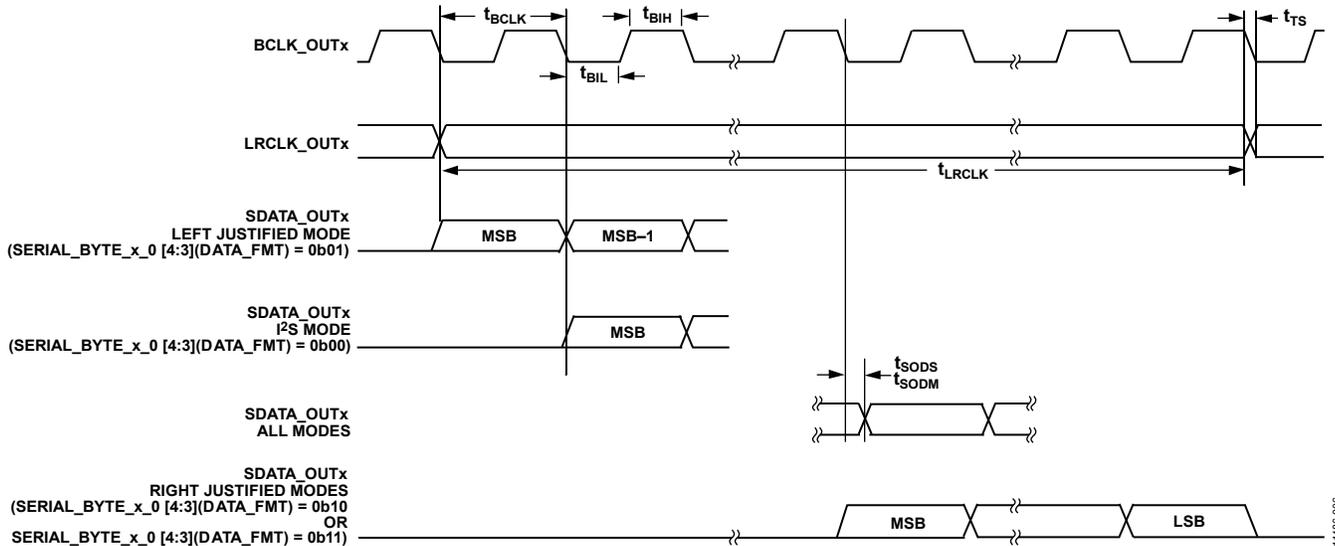 tBCLK
tBIH
tTS
BCLK_OUTx
tBIL
LRCLK_OUTx
tLRCLK
SDATA_OUTx
LEFT JUSTIFIED MODE
(SERIAL_BYTE_x_0 [4:3](DATA_FMT) = 0b01)
MSB
MSB–1
SDATA_OUTx
I2S MODE
(SERIAL_BYTE_x_0 [4:3](DATA_FMT) = 0b00)
MSB
tSODS
tSODM
SDATA_OUTx
ALL MODES
SDATA_OUTx
RIGHT JUSTIFIED MODES
(SERIAL_BYTE_x_0 [4:3](DATA_FMT) = 0b10
OR
SERIAL_BYTE_x_0 [4:3](DATA_FMT) = 0b11)
MSB
LSB